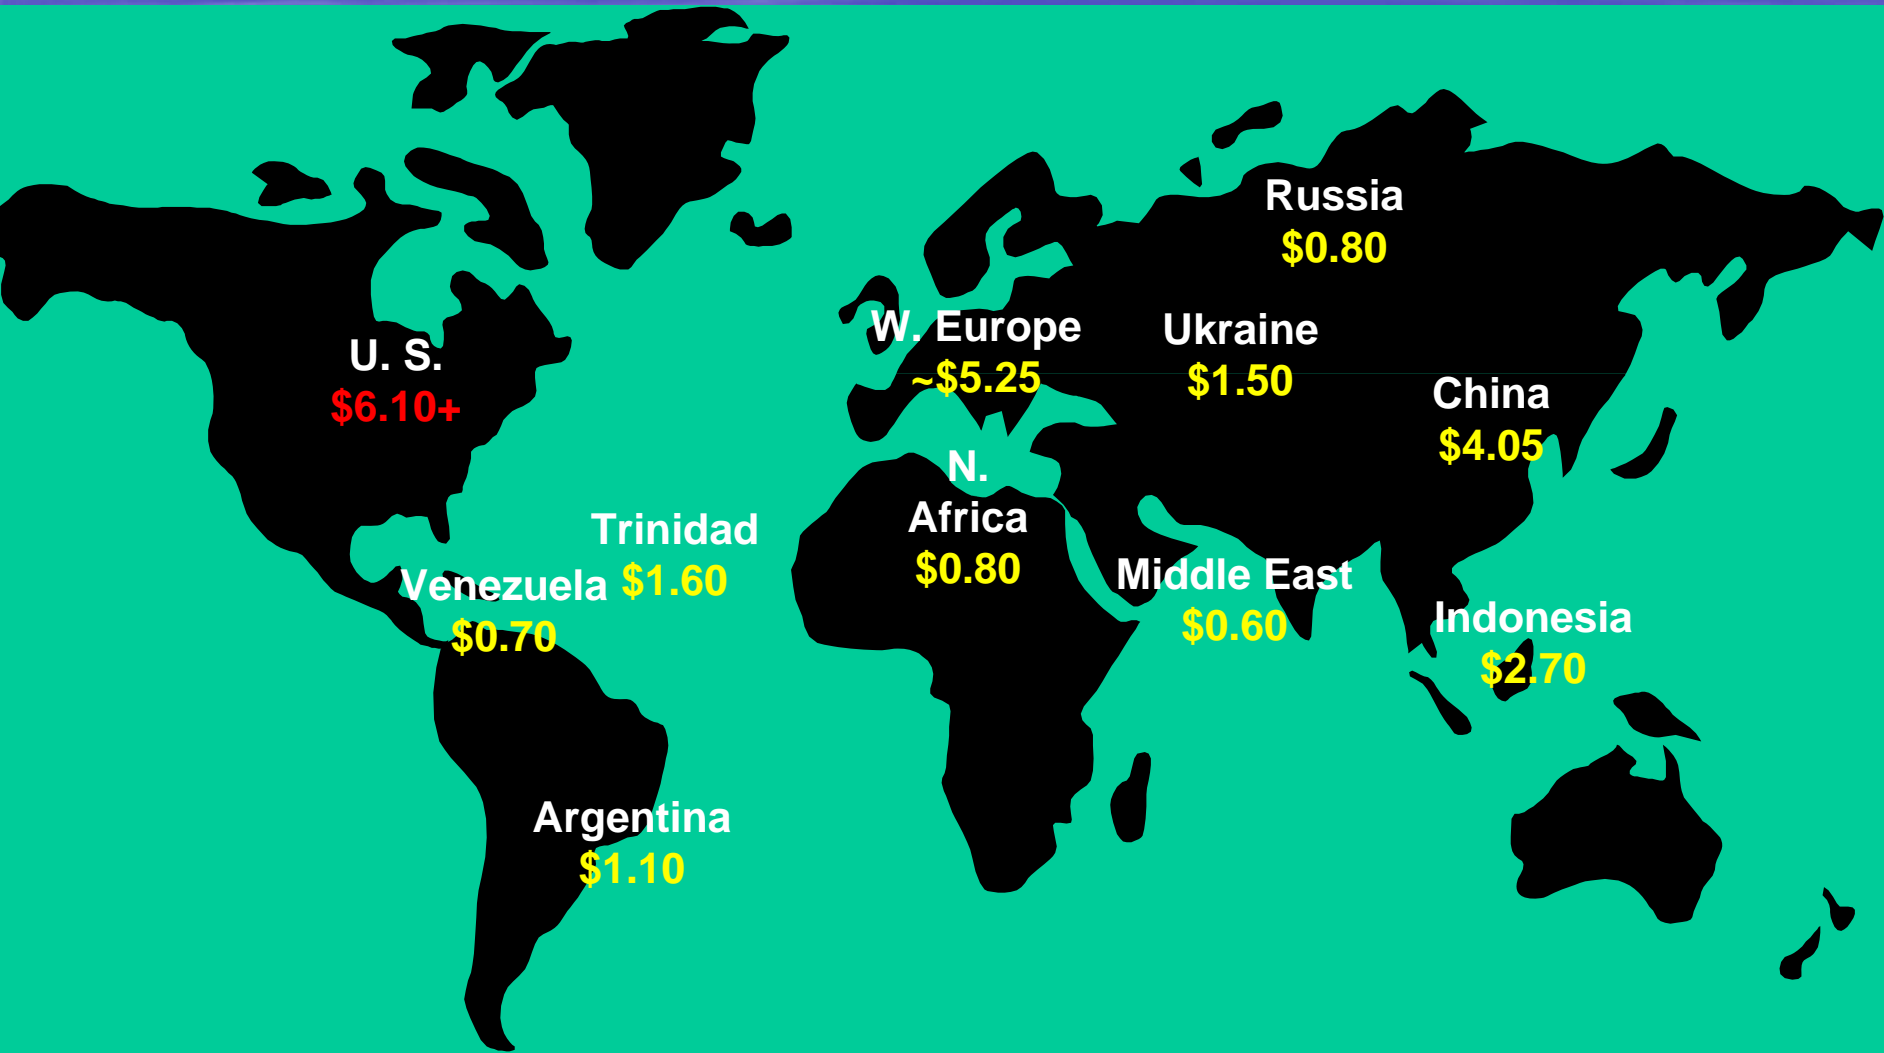 Russia
$0.80
W. Europe
~$5.25
Ukraine
$1.50
U. S.
$6.10+
China
$4.05
N.
Africa
$0.80
Trinidad
$1.60
Venezuela
$0.70
Middle East
$0.60
Indonesia
$2.70
Argentina
$1.10